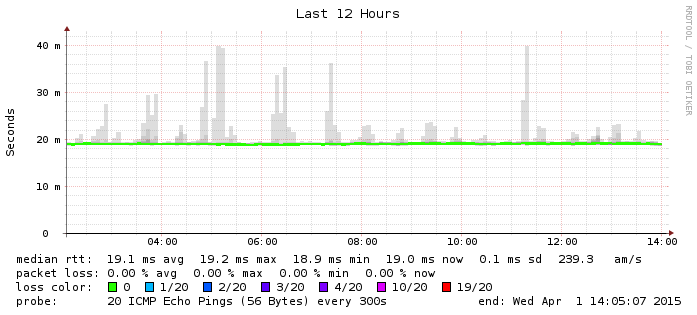 Last 12 Hours
RRDTOOL / TOBI OETIKER
Seconds
40 m
30 m
20 m
10 m
0
04:00 06:00 08:00 10:00 12:00 14:00
median rtt: 19.1 ms avg 19.2 ms max 18.9 ms min 19.0 ms now 0.1 ms sd 239.3 am/s
packet loss: 0.00 % avg 0.00 % max 0.00 % min 0.00 % now
loss color: 0 1/20 2/20 3/20 4/20 10/20 19/20
probe: 20 ICMP Echo Pings (56 Bytes) every 300s end: Wed Apr 1 14:05:07 2015